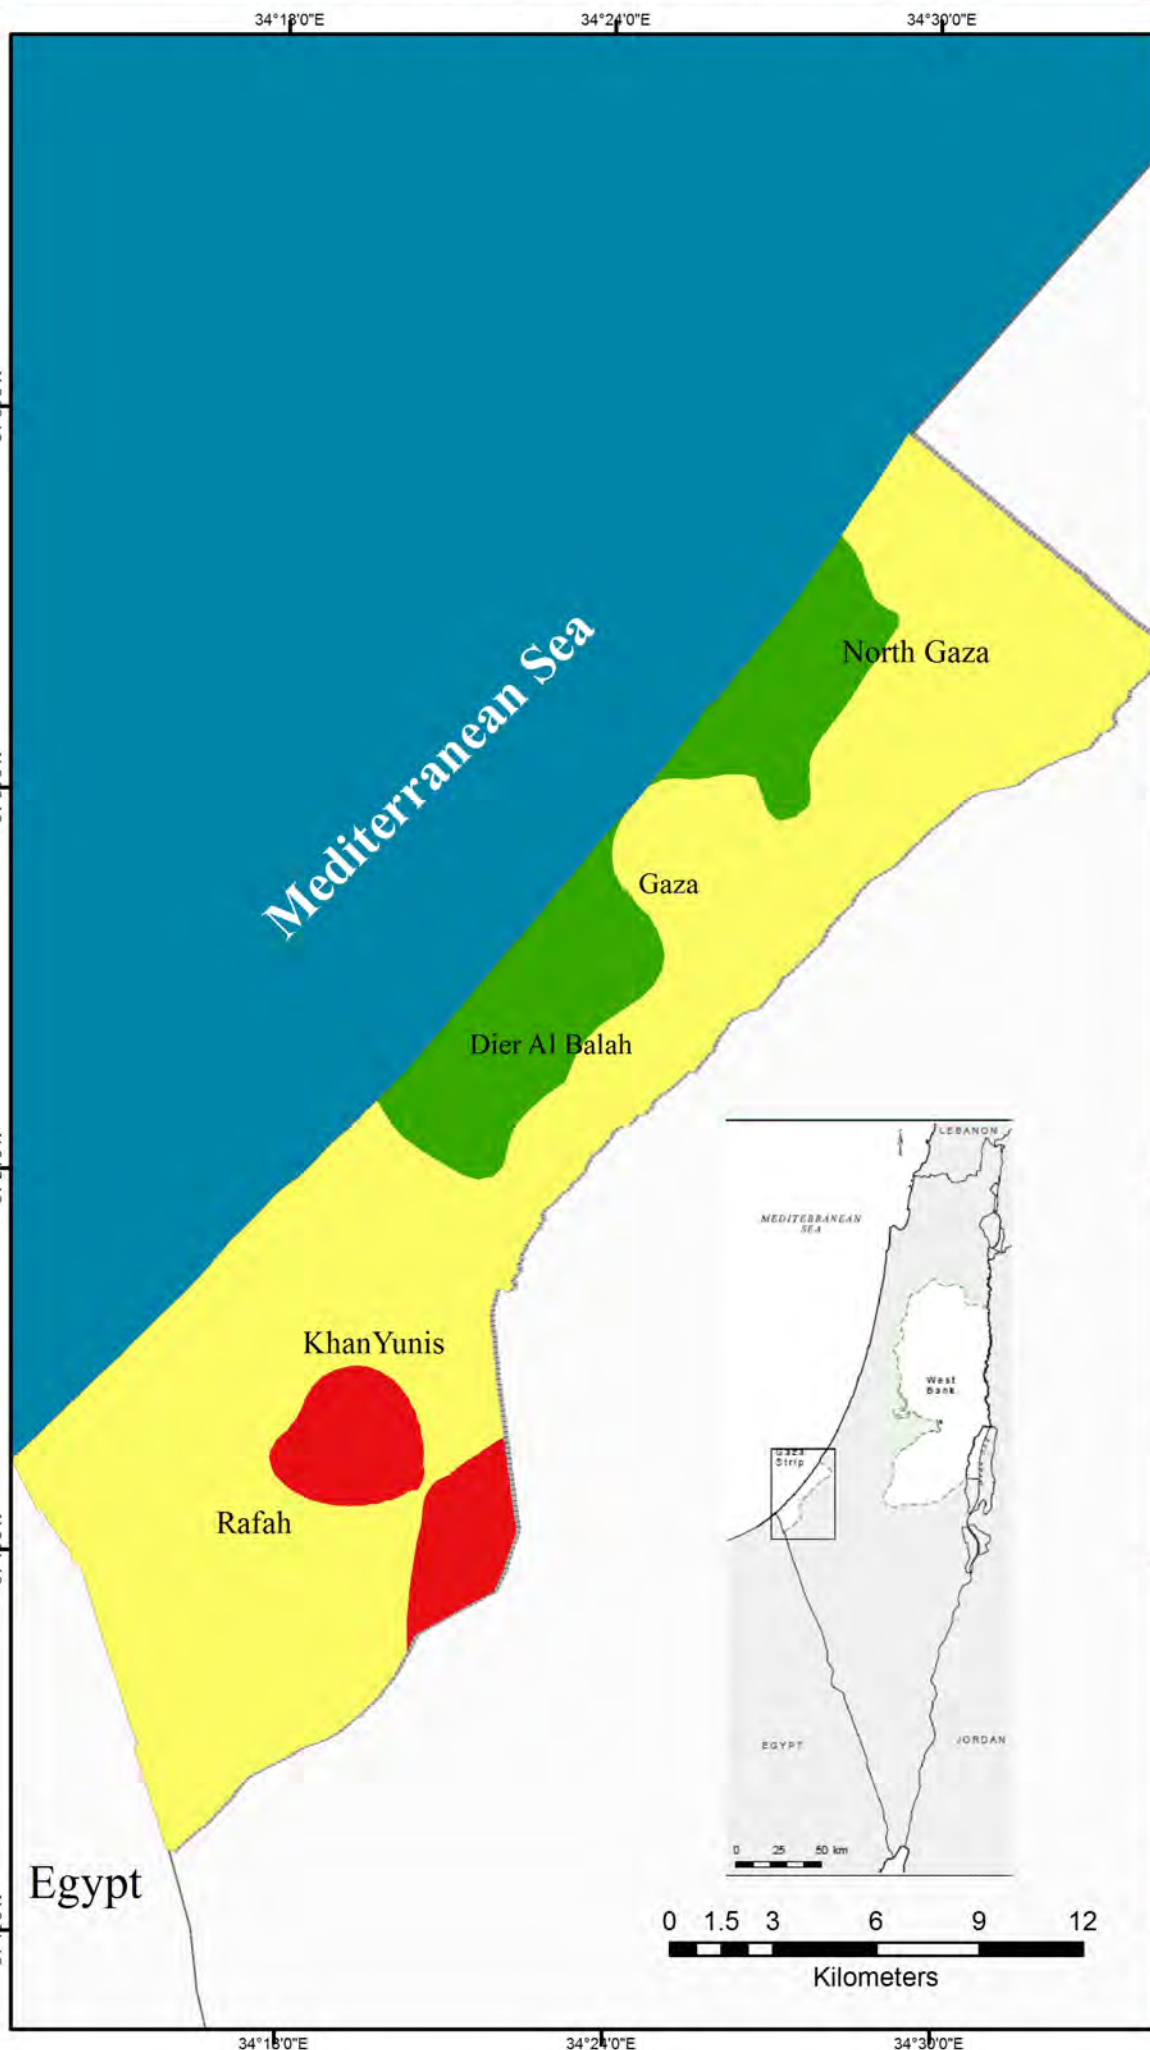 34°18'0"E
34°24'0"E
34°30'0"E
Mediterranean Sea
North Gaza
Gaza
Dier Al Balah
KhanYunis
Rafah
Egypt
LEBANON
MEDITERRANEAN
SEA
West
Bank
Gaza
Strip
EGYPT
JORDAN
0 25 50 km
0 1.5 3 6 9 12
Kilometers
34°18'0"E
34°24'0"E
34°30'0"E